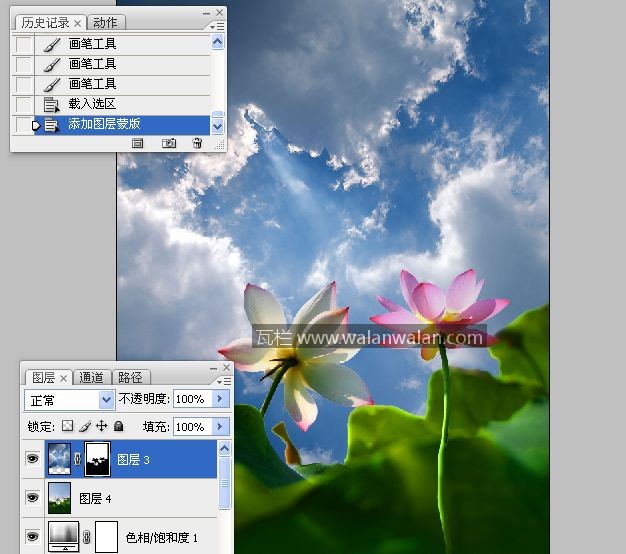 历史记录 × 动作
画笔工具
画笔工具
画笔工具
载入选区
添加图层蒙版
瓦栏 www.walanwalan.com
图层 × 通道 路径
正常 不透明度: 100%
锁定: 填充: 100%
图层 3
图层 4
色相/饱和度 1